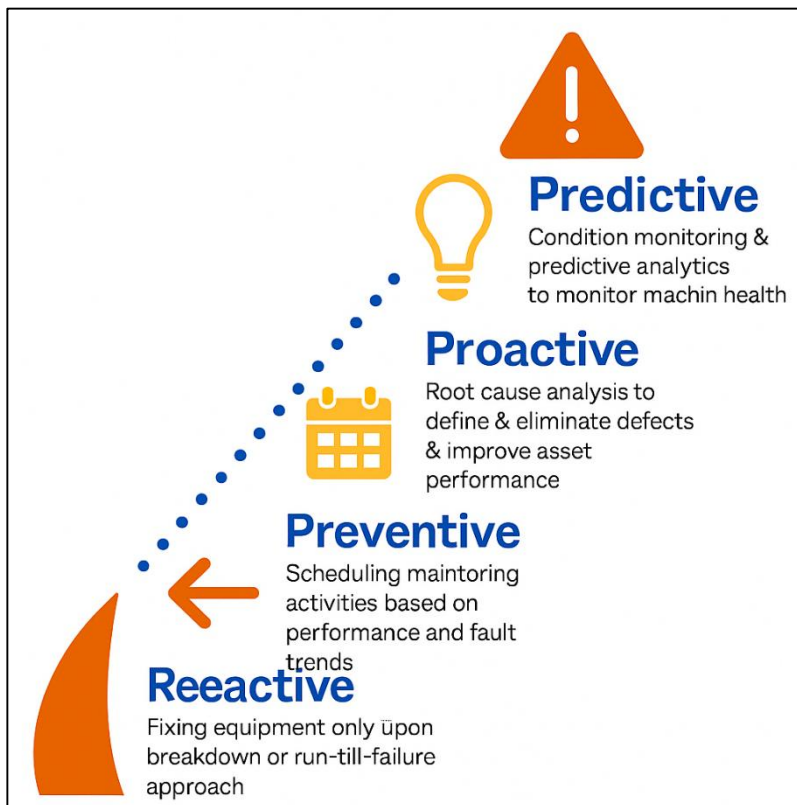 Predictive
Condition monitoring &
predictive analytics
to monitor machin health
Proactive
Root cause analysis to
define & eliminate defects
& improve asset
performance
Preventive
Scheduling maintoring
activities based on
performance and fault
trends
Reeactive
Fixing equipment only üpon
breakdown or run-till-failure
approach